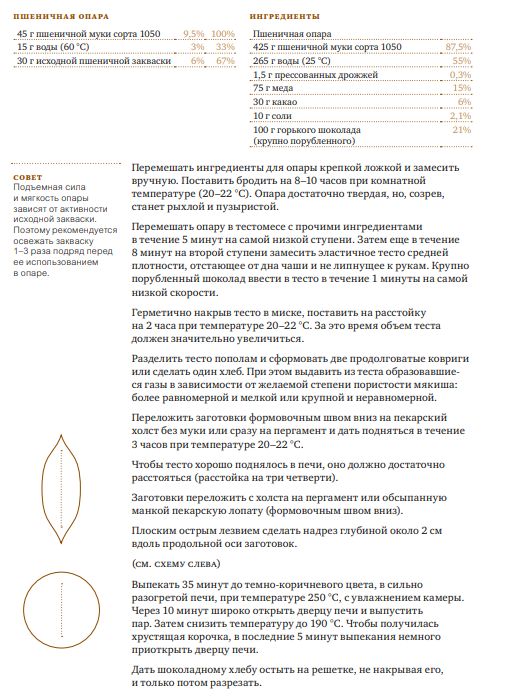 ПШЕНИЧНАЯ ОПАРА
45 г пшеничной муки сорта 1050 9,5% 100%
15 г воды (60 °C) 3% 33%
30 г исходной пшеничной закваски 6% 67%
ИНГРЕДИЕНТЫ
Пшеничная опара
425 г пшеничной муки сорта 1050 87,5%
265 г воды (25 °C) 55%
1,5 г прессованных дрожжей 0,3%
75 г меда 15%
30 г какао 6%
10 г соли 2,1%
100 г горького шоколада 21%
(крупно порубленного)
СОВЕТ
Подъемная сила
и мягкость опары
зависят от активности
исходной закваски.
Поэтому рекомендуется
освежать закваску
1–3 раза подряд перед
ее использованием
в опаре.
Перемешать ингредиенты для опары крепкой ложкой и замесить
вручную. Поставить бродить на 8–10 часов при комнатной
температуре (20–22 °C). Опара достаточно твердая, но, созрев,
станет рыхлой и пузыристой.
Перемешать опару в тестомесе с прочими ингредиентами
в течение 5 минут на самой низкой ступени. Затем еще в течение
8 минут на второй ступени замесить эластичное тесто средней
плотности, отстающее от дна чаши и не липнущее к рукам. Крупно
порубленный шоколад ввести в тесто в течение 1 минуты на самой
низкой скорости.
Герметично накрыв тесто в миске, поставить на расстойку
на 2 часа при температуре 20–22 °C. За это время объем теста
должен значительно увеличиться.
Разделить тесто пополам и сформовать две продолговатые ковриги
или сделать один хлеб. При этом выдавить из теста образовавшие-
ся газы в зависимости от желаемой степени пористости мякиша:
более равномерной и мелкой или крупной и неравномерной.
Переложить заготовки формовочным швом вниз на пекарский
холст без муки или сразу на пергамент и дать подняться в течение
3 часов при температуре 20–22 °C.
Чтобы тесто хорошо поднялось в печи, оно должно достаточно
расстояться (расстойка на три четверти).
Заготовки переложить с холста на пергамент или обсыпанную
манкой пекарскую лопату (формовочным швом вниз).
Плоским острым лезвием сделать надрез глубиной около 2 см
вдоль продольной оси заготовок.
(СМ. СХЕМУ СЛЕВА)
Выпекать 35 минут до темно-коричневого цвета, в сильно
разогретой печи, при температуре 250 °C, с увлажнением камеры.
Через 10 минут широко открыть дверцу печи и выпустить
пар. Затем снизить температуру до 190 °C. Чтобы получилась
хрустящая корочка, в последние 5 минут выпекания немного
приоткрыть дверцу печи.
Дать шоколадному хлебу остыть на решетке, не накрывая его,
и только потом разрезать.